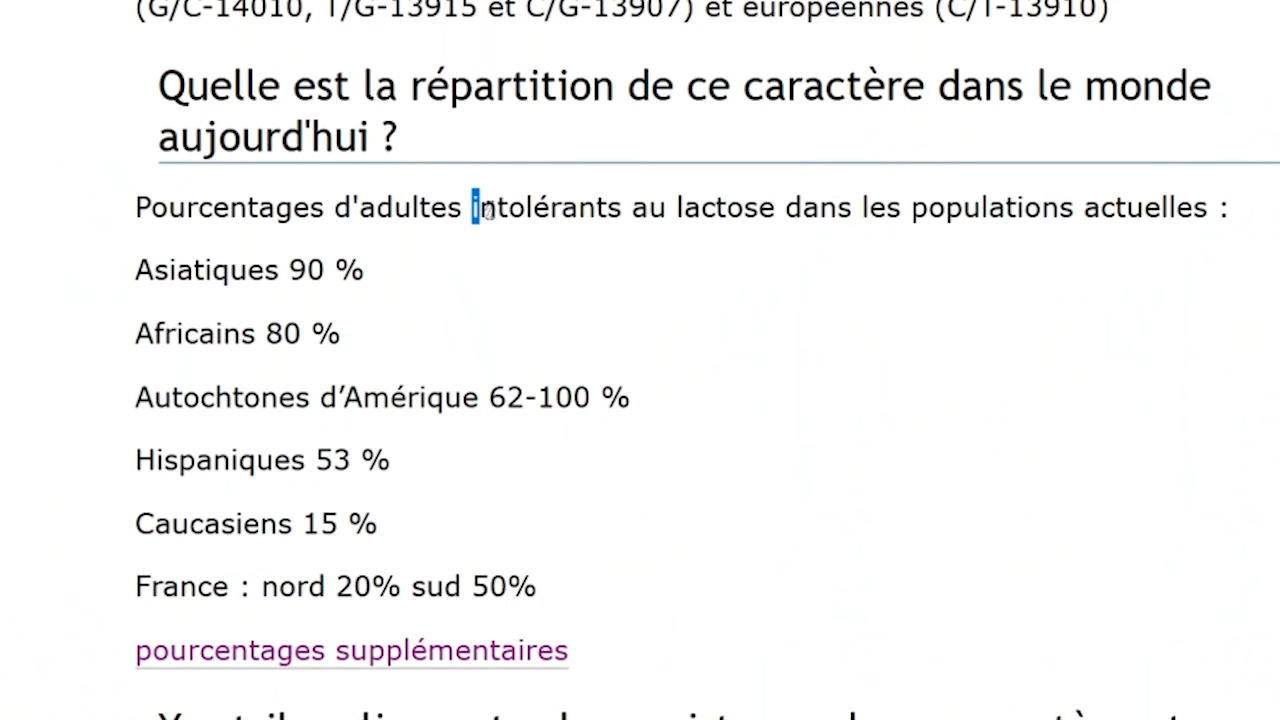 (G/C-14010, T/G-13915 et C/G-13907) et européennes (C/T-13910)
Quelle est la répartition de ce caractère dans le monde
aujourd'hui ?
Pourcentages d'adultes intolérants au lactose dans les populations actuelles :
Asiatiques 90 %
Africains 80 %
Autochtones d’Amérique 62-100 %
Hispaniques 53 %
Caucasiens 15 %
France : nord 20% sud 50%
pourcentages supplémentaires